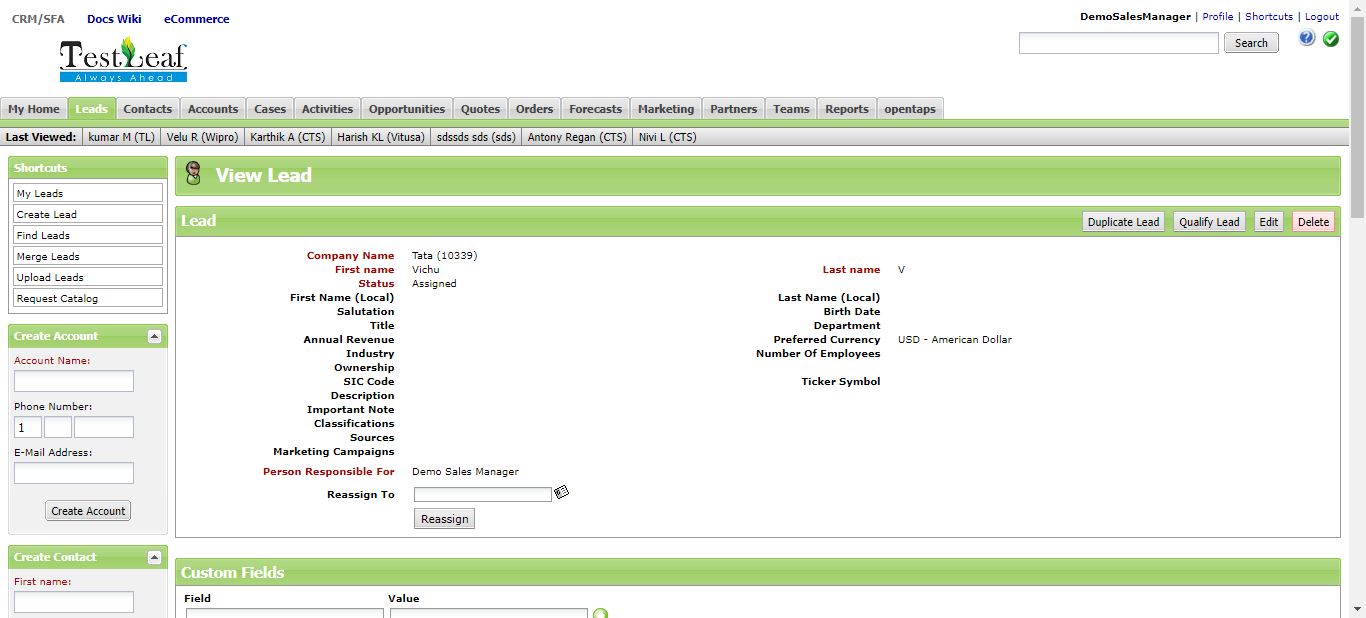 CRM/SFA Docs Wiki eCommerce
DemoSalesManager | Profile | Shortcuts | Logout
TestLeaf
Always Ahead
Search
My Home Leads Contacts Accounts Cases Activities Opportunities Quotes Orders Forecasts Marketing Partners Teams Reports opentaps
Last Viewed: kumar M (TL) Velu R (Wipro) Karthik A (CTS) Harish KL (Vitusa) sdssds sds (sds) Antony Regan (CTS) Nivi L (CTS)
Shortcuts
My Leads
Create Lead
Find Leads
Merge Leads
Upload Leads
Request Catalog
Create Account
Account Name:
Phone Number:
1
E-Mail Address:
Create Account
Create Contact
First name:
View Lead
Lead Duplicate Lead Qualify Lead Edit Delete
Company Name Tata (10339)
First name Vichu Last name V
Status Assigned
First Name (Local) Last Name (Local)
Salutation Birth Date
Title Department
Annual Revenue Preferred Currency USD - American Dollar
Industry Number Of Employees
Ownership
SIC Code Ticker Symbol
Description
Important Note
Classifications
Sources
Marketing Campaigns
Person Responsible For Demo Sales Manager
Reassign To
Reassign
Custom Fields
Field Value